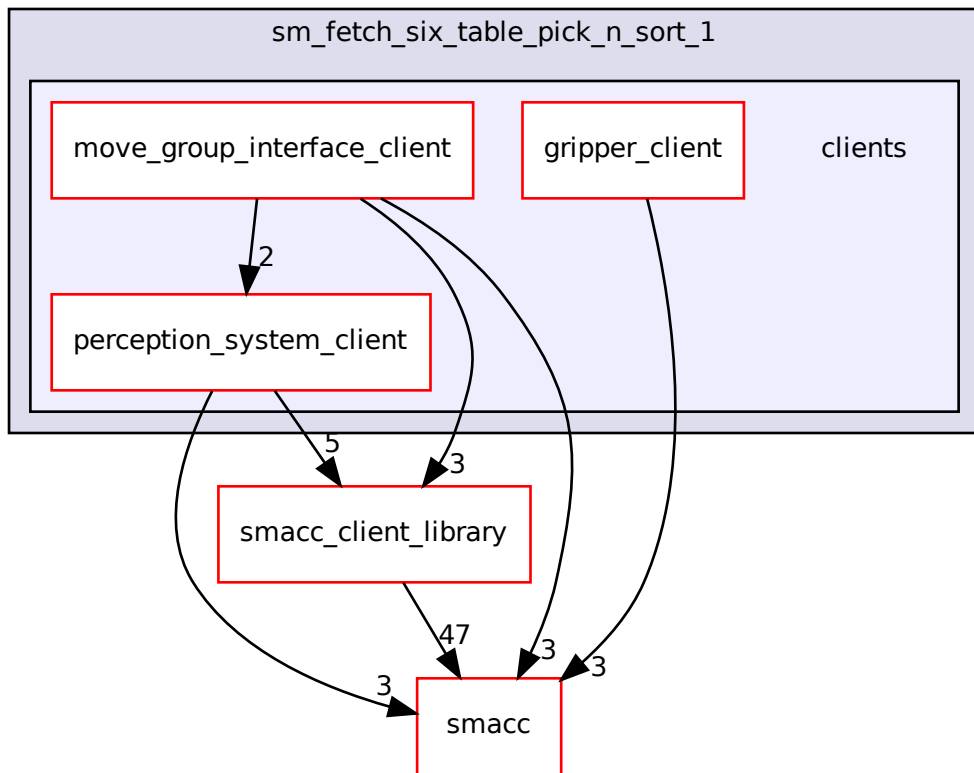 sm_fetch_six_table_pick_n_sort_1
move_group_interface_client
gripper_client
clients
2
perception_system_client
5
3
smacc_client_library
47
3
3
3
smacc